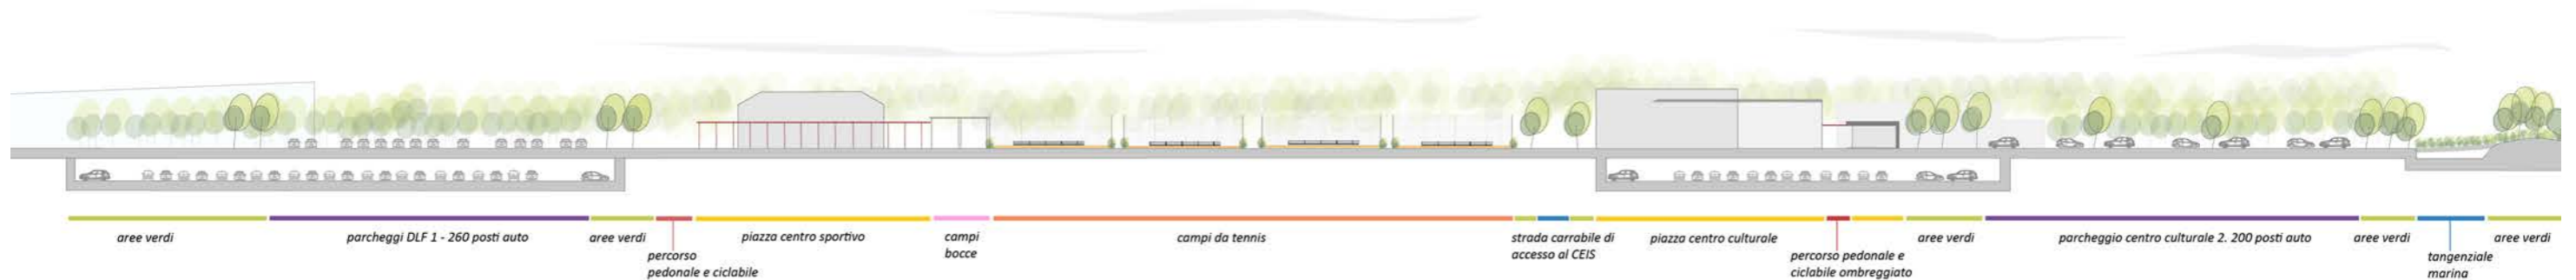 aree verdi
parcheggi DLF 1 - 260 posti auto
aree verdi
percorso
pedonale e ciclabile
piazza centro sportivo
campi
bocce
campi da tennis
strada carrabile di
accesso al CEIS
piazza centro culturale
percorso pedonale e
ciclabile ombreggiato
aree verdi
parcheggio centro culturale 2. 200 posti auto
aree verdi
tangenziale
marina
aree verdi